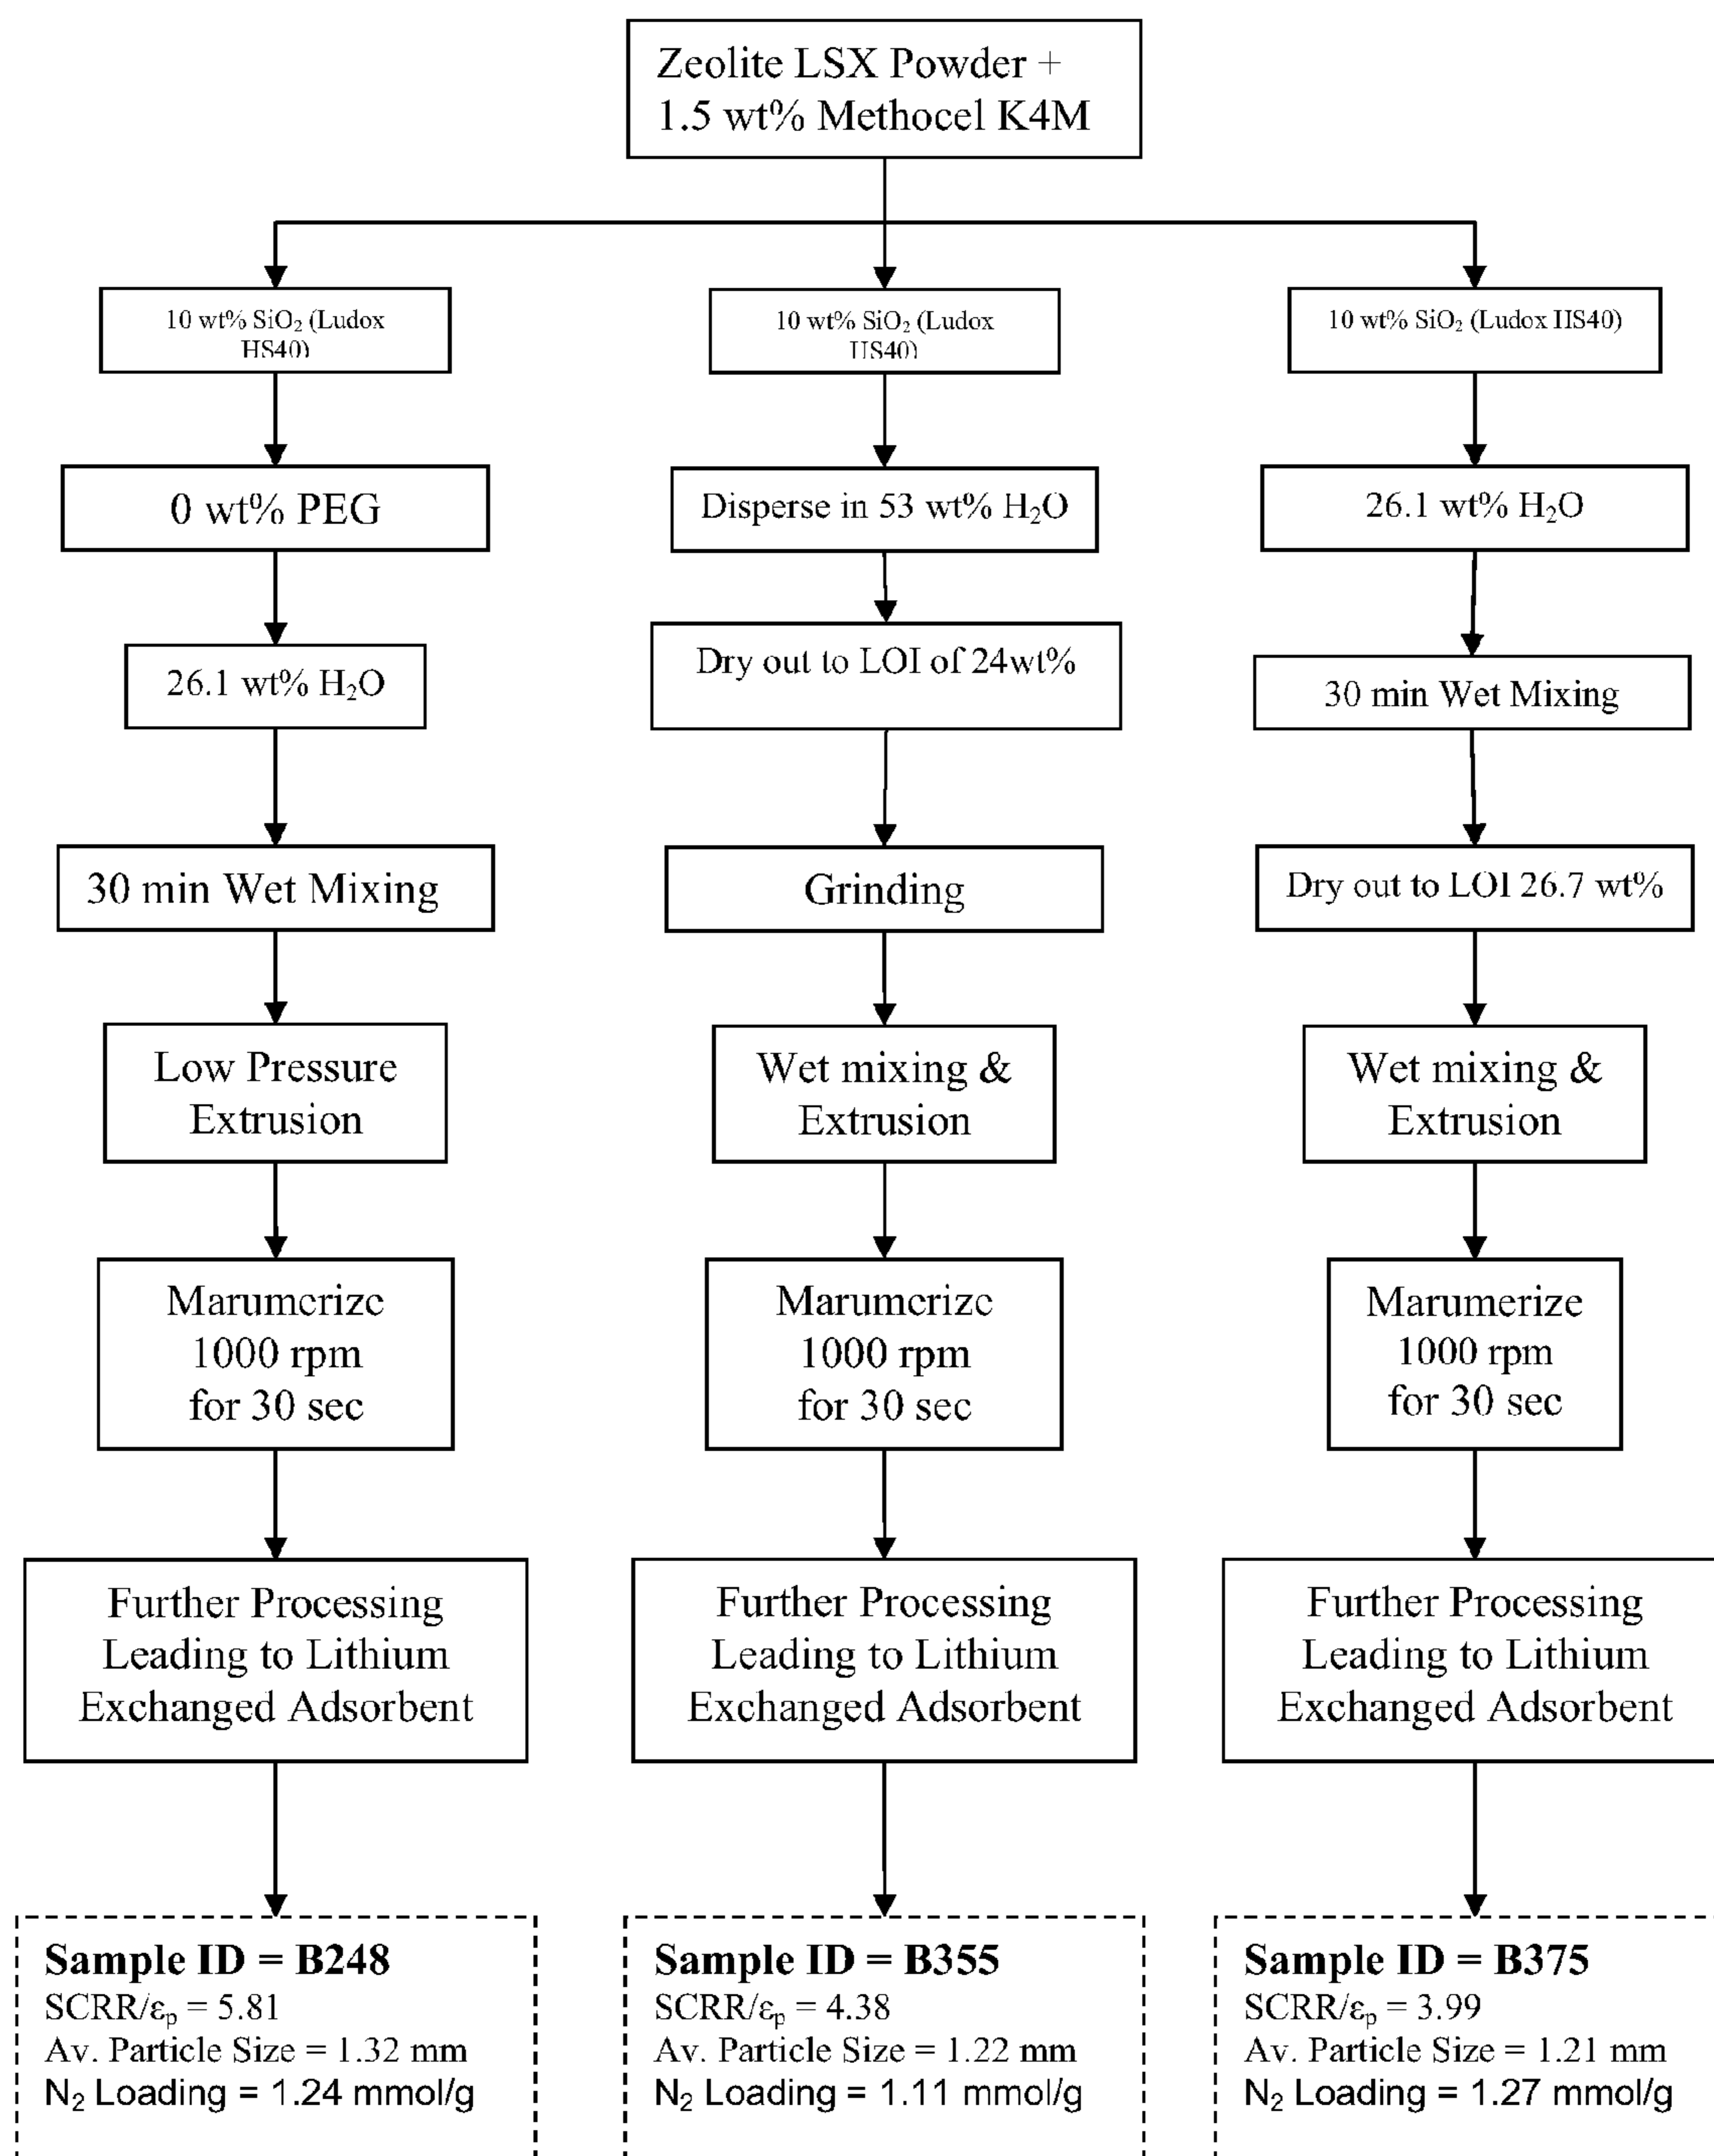 Zeolite LSX Powder +
1.5 wt% Methocel K4M
10 wt% SiO₂ (Ludox
HS40)
10 wt% SiO₂ (Ludox
HS40)
10 wt% SiO₂ (Ludox HS40)
0 wt% PEG
Disperse in 53 wt% H₂O
26.1 wt% H₂O
26.1 wt% H₂O
Dry out to LOI of 24wt%
30 min Wet Mixing
30 min Wet Mixing
Grinding
Dry out to LOI 26.7 wt%
Low Pressure
Extrusion
Wet mixing &
Extrusion
Wet mixing &
Extrusion
Marumerize
1000 rpm
for 30 sec
Marumerize
1000 rpm
for 30 sec
Marumerize
1000 rpm
for 30 sec
Further Processing
Leading to Lithium
Exchanged Adsorbent
Further Processing
Leading to Lithium
Exchanged Adsorbent
Further Processing
Leading to Lithium
Exchanged Adsorbent
Sample ID = B248
SCRR/εₚ = 5.81
Av. Particle Size = 1.32 mm
N₂ Loading = 1.24 mmol/g
Sample ID = B355
SCRR/εₚ = 4.38
Av. Particle Size = 1.22 mm
N₂ Loading = 1.11 mmol/g
Sample ID = B375
SCRR/εₚ = 3.99
Av. Particle Size = 1.21 mm
N₂ Loading = 1.27 mmol/g